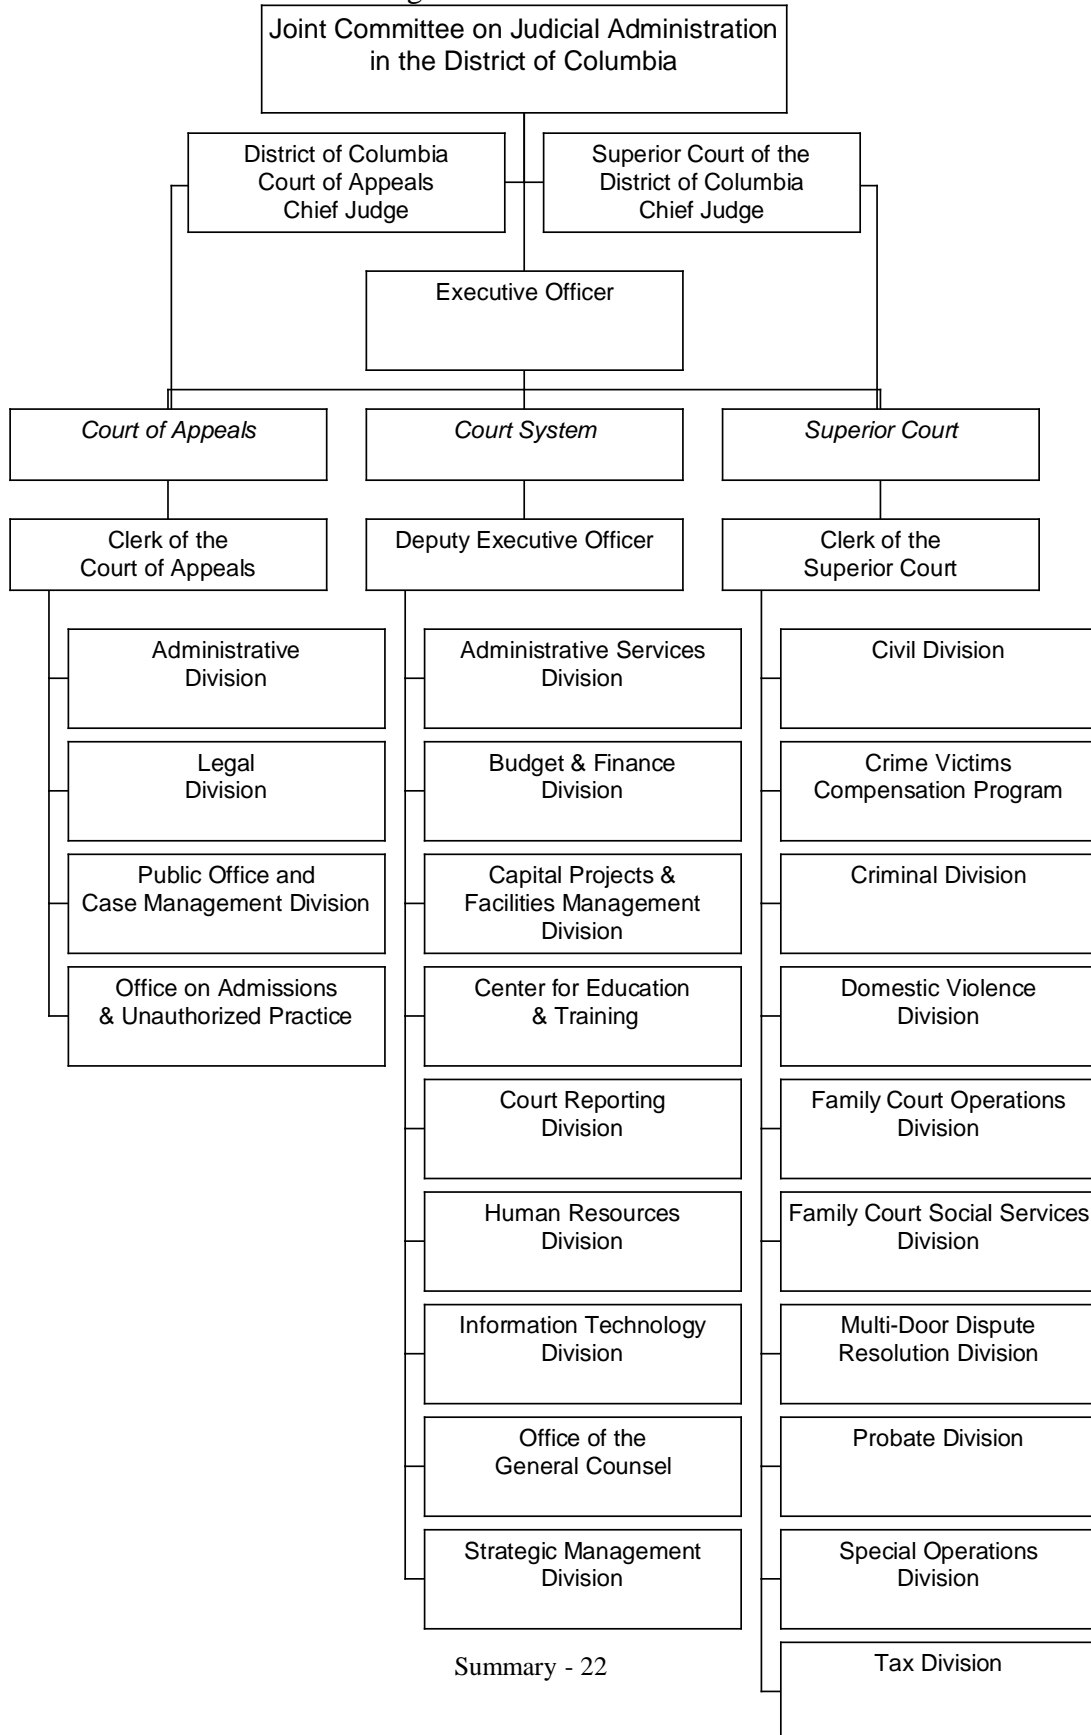 Joint Committee on Judicial Administration
in the District of Columbia
District of Columbia
Court of Appeals
Chief Judge
Superior Court of the
District of Columbia
Chief Judge
Executive Officer
Court of Appeals
Court System
Superior Court
Clerk of the
Court of Appeals
Deputy Executive Officer
Clerk of the
Superior Court
Administrative
Division
Legal
Division
Public Office and
Case Management Division
Office on Admissions
& Unauthorized Practice
Administrative Services
Division
Budget & Finance
Division
Capital Projects &
Facilities Management
Division
Center for Education
& Training
Court Reporting
Division
Human Resources
Division
Information Technology
Division
Office of the
General Counsel
Strategic Management
Division
Civil Division
Crime Victims
Compensation Program
Criminal Division
Domestic Violence
Division
Family Court Operations
Division
Family Court Social Services
Division
Multi-Door Dispute
Resolution Division
Probate Division
Special Operations
Division
Tax Division
Summary - 22